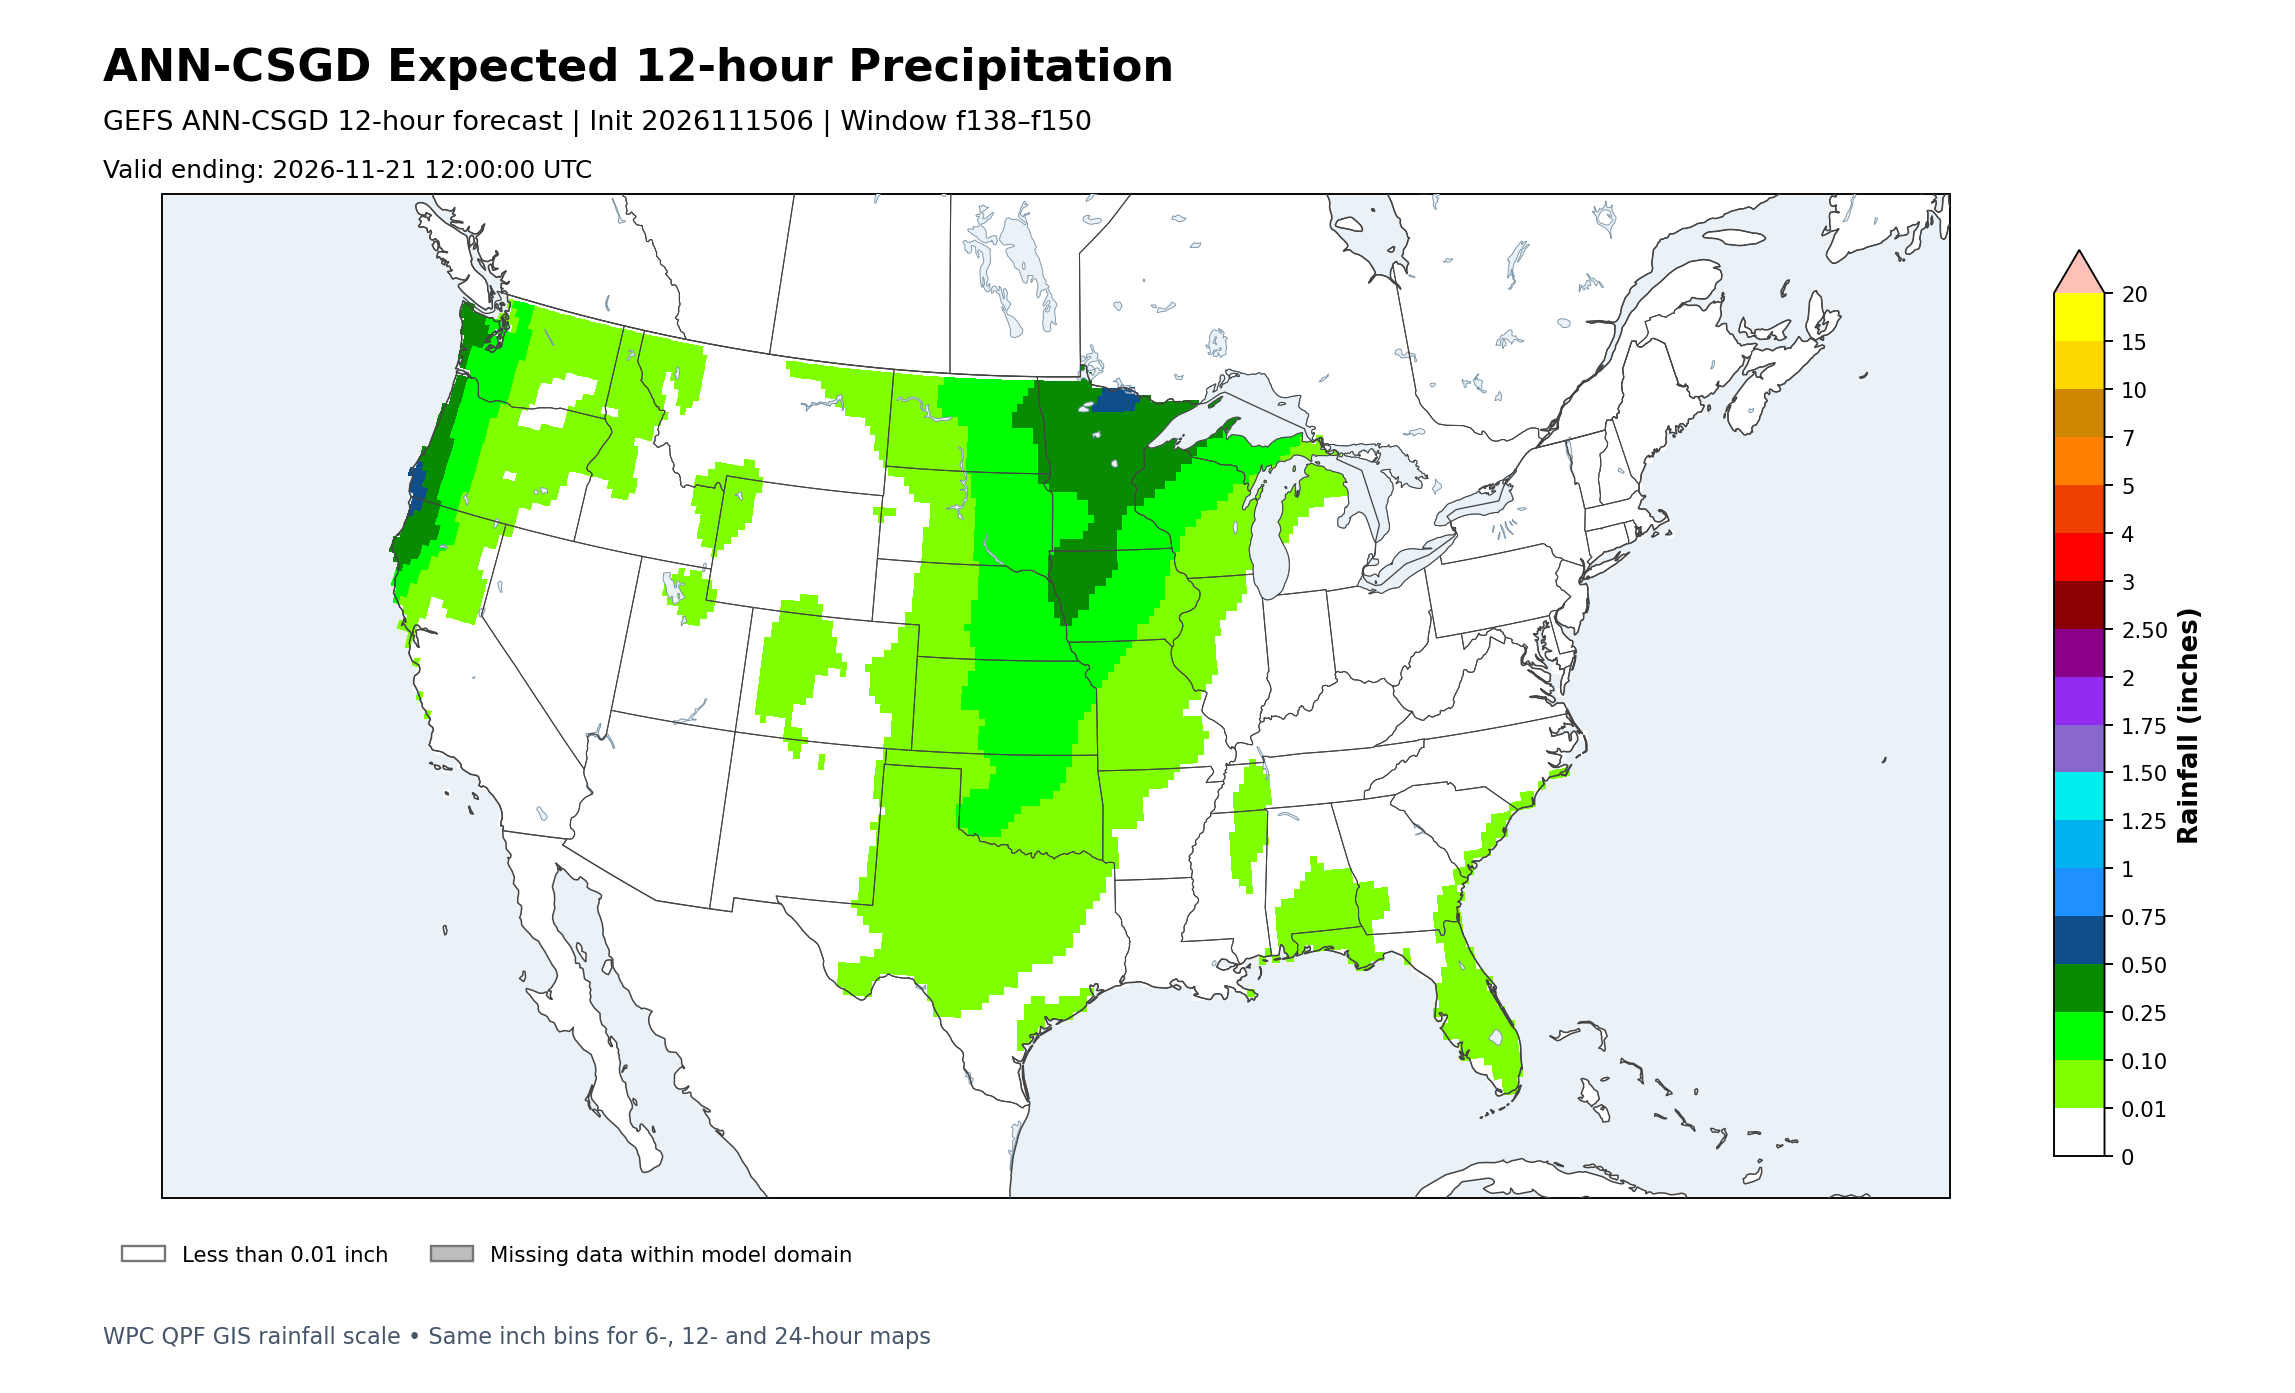 ANN-CSGD Expected 12-hour Precipitation
GEFS ANN-CSGD 12-hour forecast | Init 2026111506 | Window f138–f150
Valid ending: 2026-11-21 12:00:00 UTC
20
15
10
7
5
4
3
2.50
2
1.75
1.50
1.25
1
0.75
0.50
0.25
0.10
0.01
0
Rainfall (inches)
Less than 0.01 inch
Missing data within model domain
WPC QPF GIS rainfall scale • Same inch bins for 6-, 12- and 24-hour maps